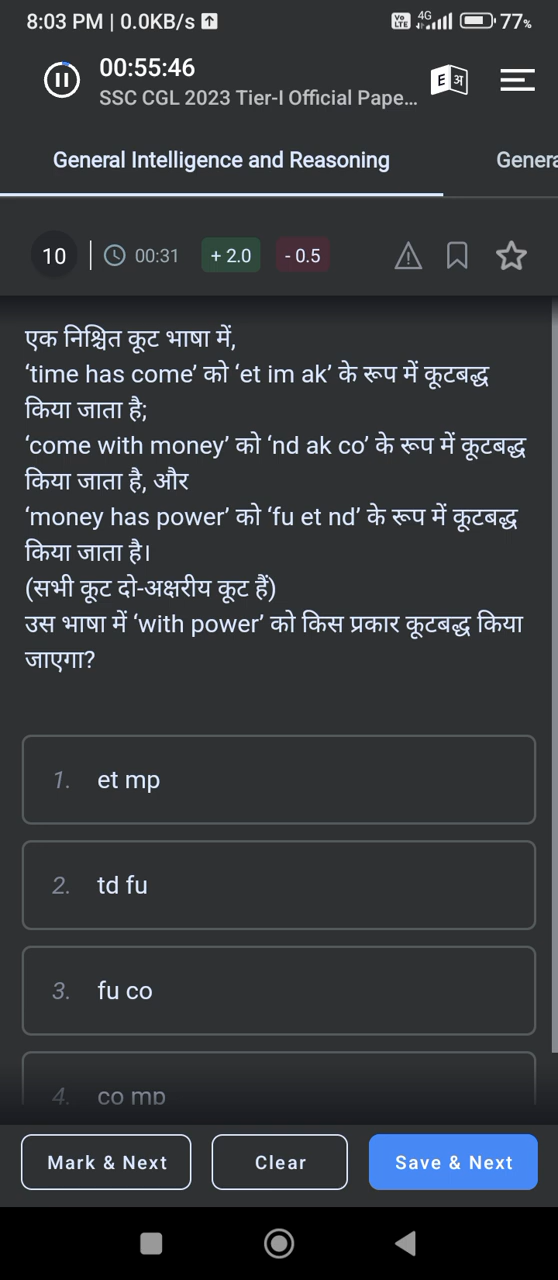 8:03 PM | 0.0KB/s
Vo LTE 4G 77%
00:55:46
SSC CGL 2023 Tier-I Official Pape...
E अ
General Intelligence and Reasoning
Genera
10 | 00:31 + 2.0 - 0.5
एक निश्चित कूट भाषा में,
‘time has come’ को ‘et im ak’ के रूप में कूटबद्ध
किया जाता है;
‘come with money’ को ‘nd ak co’ के रूप में कूटबद्ध
किया जाता है, और
‘money has power’ को ‘fu et nd’ के रूप में कूटबद्ध
किया जाता है।
(सभी कूट दो-अक्षरीय कूट हैं)
उस भाषा में ‘with power’ को किस प्रकार कूटबद्ध किया
जाएगा?
1. et mp
2. td fu
3. fu co
4. co mp
Mark & Next
Clear
Save & Next